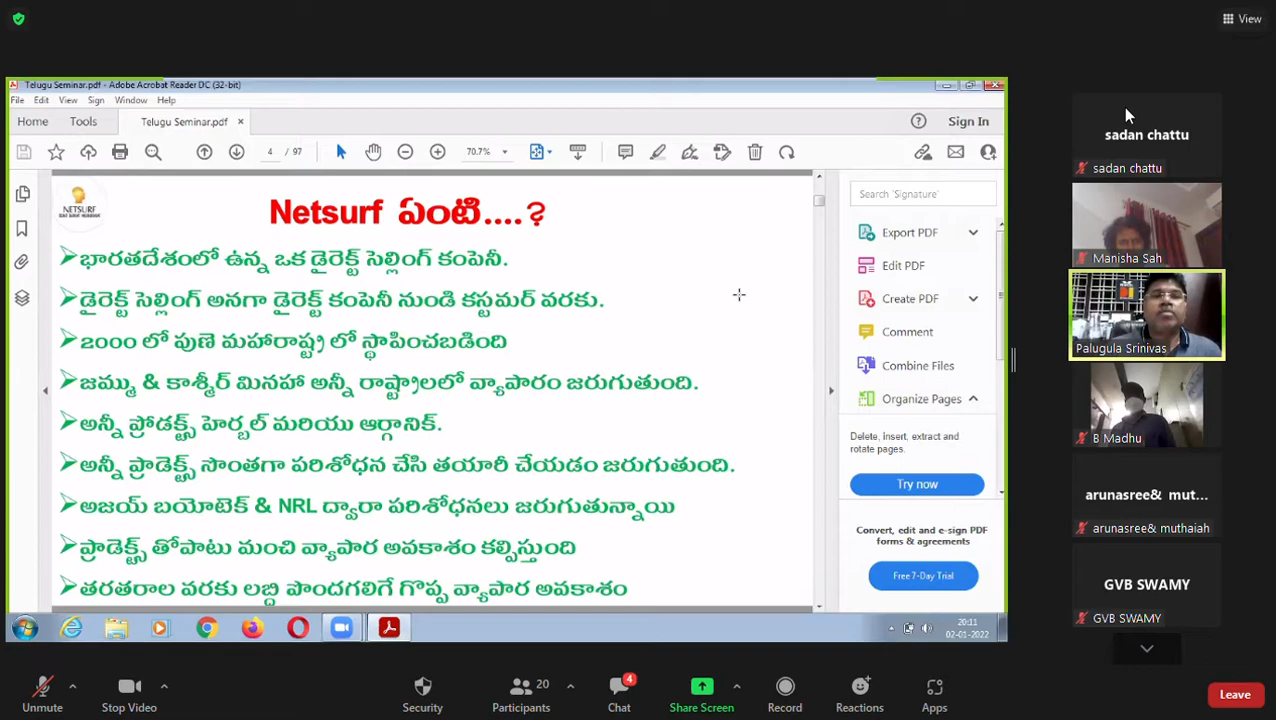 View
Telugu Seminar.pdf - Adobe Acrobat Reader DC (32-bit)
File Edit View Sign Window Help
Home Tools Telugu Seminar.pdf × Sign In
4 / 97 70.7%
NETSURF
Netsurf ఏంటి....?
భారతదేశంలో ఉన్న ఒక డైరెక్ట్ సెల్లింగ్ కంపెనీ.
డైరెక్ట్ సెల్లింగ్ అనగా డైరెక్ట్ కంపెనీ నుండి కస్టమర్ వరకు.
2000 లో పుణె మహారాష్ట్ర లో స్థాపించబడింది
జమ్ము & కాశ్మీర్ మినహా అన్నీ రాష్ట్రాలలో వ్యాపారం జరుగుతుంది.
అన్నీ ప్రోడక్ట్స్ హెర్బల్ మరియు ఆర్గానిక్.
అన్నీ ప్రాడెక్ట్స్ సొంతగా పరిశోధన చేసి తయారీ చేయడం జరుగుతుంది.
అజయ్ బయోటెక్ & NRL ద్వారా పరిశోధనలు జరుగుతున్నాయి
ప్రాడెక్ట్స్ తోపాటు మంచి వ్యాపార అవకాశం కల్పిస్తుంది
తరతరాల వరకు లబ్ది పొందగలిగే గొప్ప వ్యాపార అవకాశం
Search 'Signature'
Export PDF
Edit PDF
Create PDF
Comment
Combine Files
Organize Pages
Delete, insert, extract and
rotate pages.
Try now
Convert, edit and e-sign PDF
forms & agreements
Free 7-Day Trial
20:11
02-01-2022
sadan chattu
sadan chattu
Manisha Sah
Palugula Srinivas
B Madhu
arunasree& mut...
arunasree& muthaiah
GVB SWAMY
GVB SWAMY
Unmute Stop Video Security Participants 20 Chat 4 Share Screen Record Reactions Apps Leave